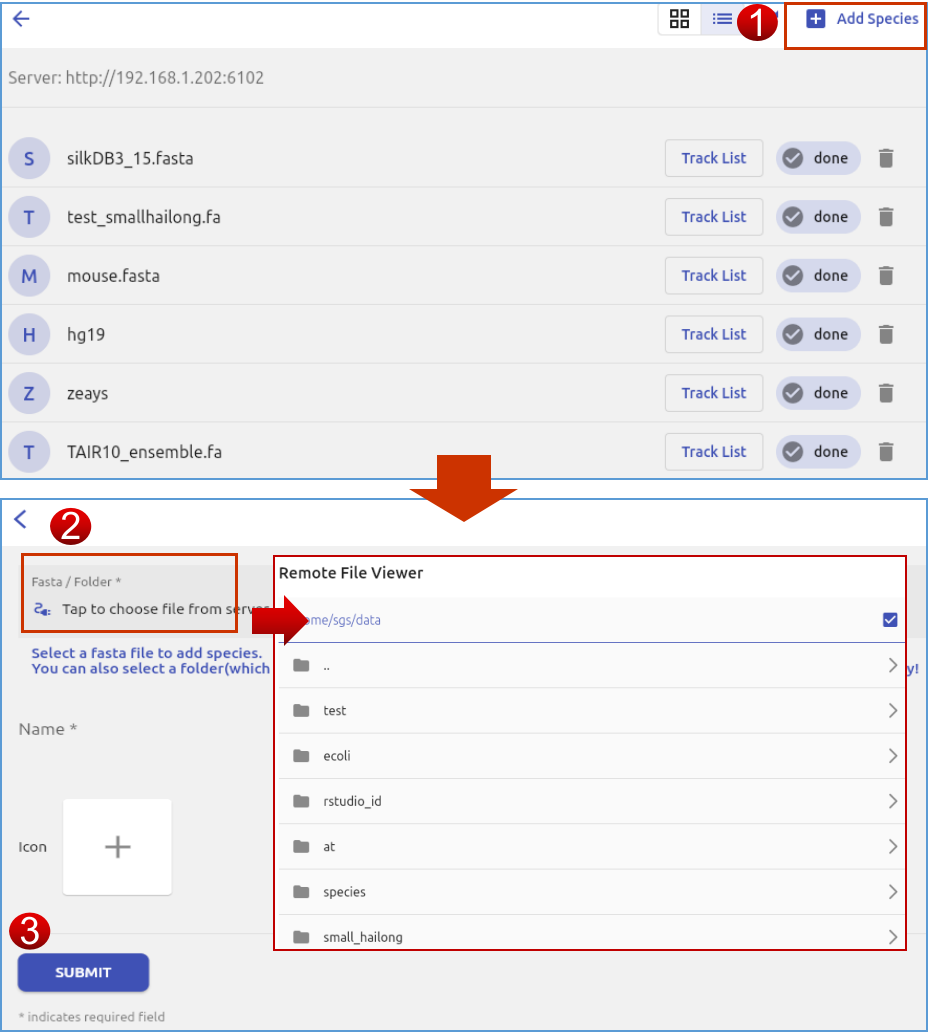 1
Add Species
Server: http://192.168.1.202:6102
S silkDB3_15.fasta Track List done
T test_smallhailong.fa Track List done
M mouse.fasta Track List done
H hg19 Track List done
Z zeays Track List done
T TAIR10_ensemble.fa Track List done
2
Fasta / Folder *
Tap to choose file from server
Select a fasta file to add species.
You can also select a folder(which
y!
Name *
Icon
3
SUBMIT
* indicates required field
Remote File Viewer
me/sgs/data
..
test
ecoli
rstudio_id
at
species
small_hailong